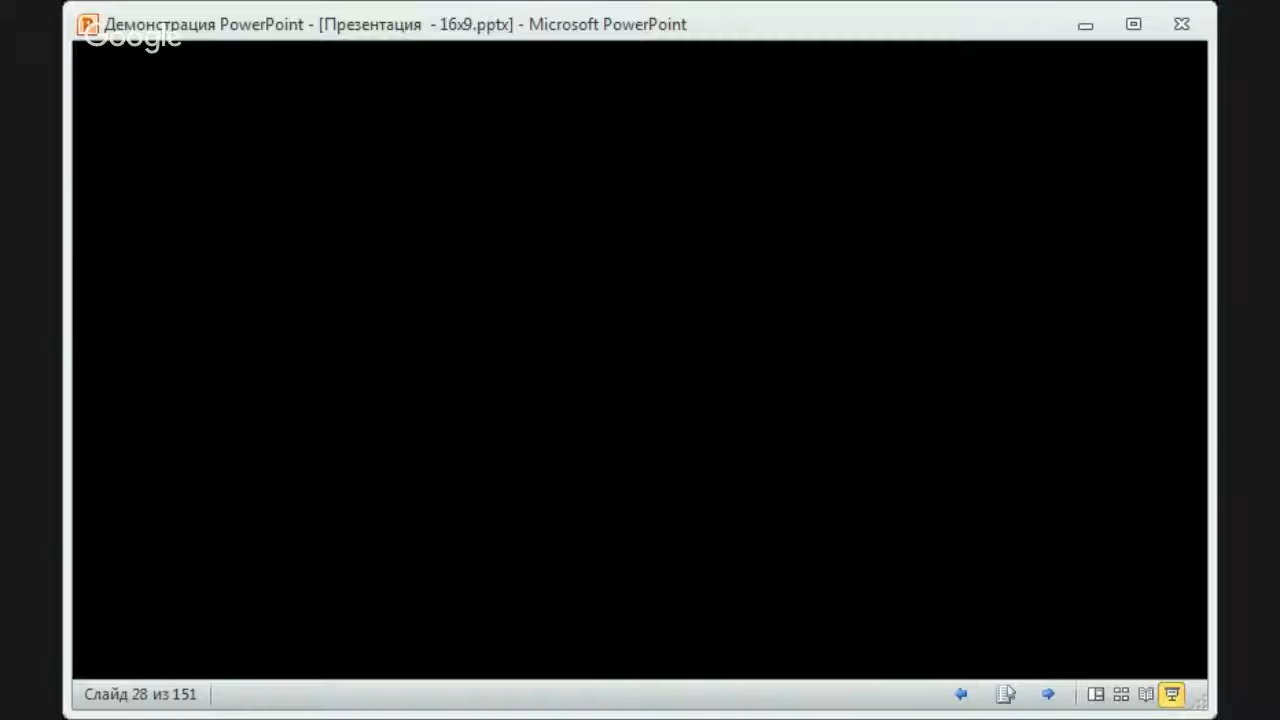 Демонстрация PowerPoint - [Презентация - 16x9.pptx] - Microsoft PowerPoint
Google
Слайд 28 из 151